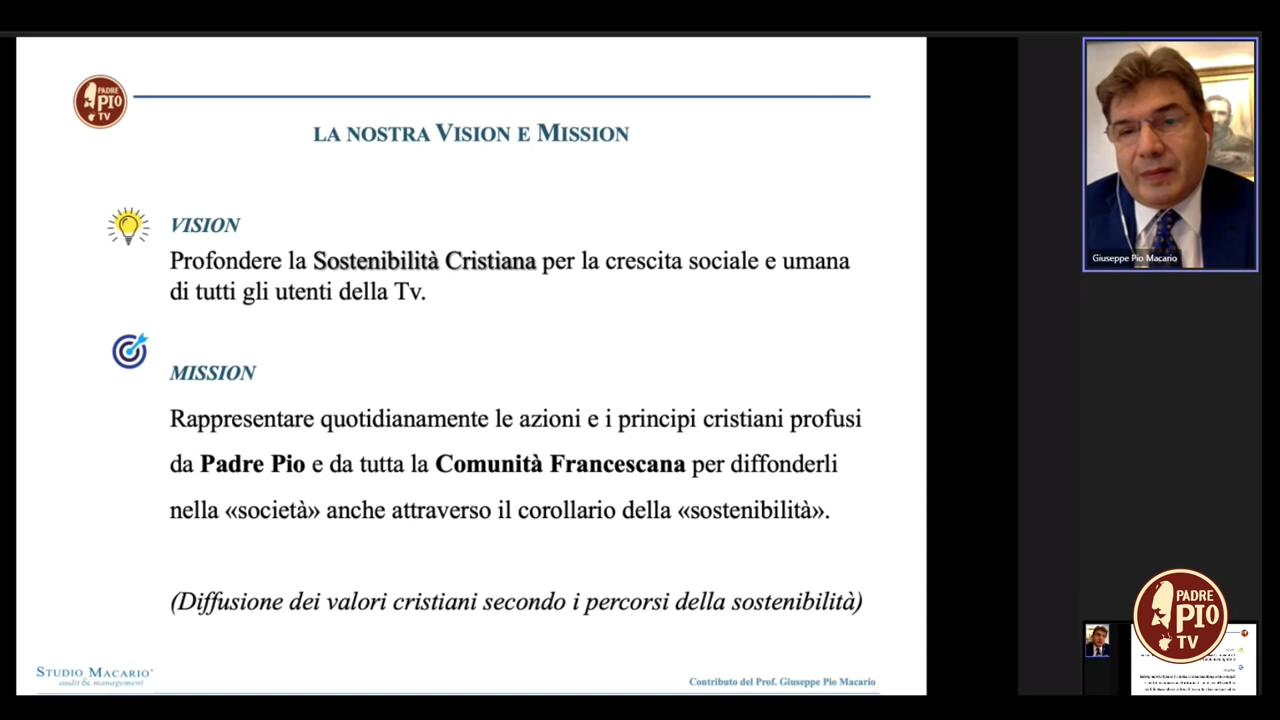 PADRE
PIO
TV
LA NOSTRA VISION E MISSION
VISION
Profondere la Sostenibilità Cristiana per la crescita sociale e umana
di tutti gli utenti della Tv.
MISSION
Rappresentare quotidianamente le azioni e i principi cristiani profusi
da Padre Pio e da tutta la Comunità Francescana per diffonderli
nella «società» anche attraverso il corollario della «sostenibilità».
(Diffusione dei valori cristiani secondo i percorsi della sostenibilità)
STUDIO MACARIO
audit & management
Contributo del Prof. Giuseppe Pio Macario
Giuseppe Pio Macario
PADRE
PIO
TV